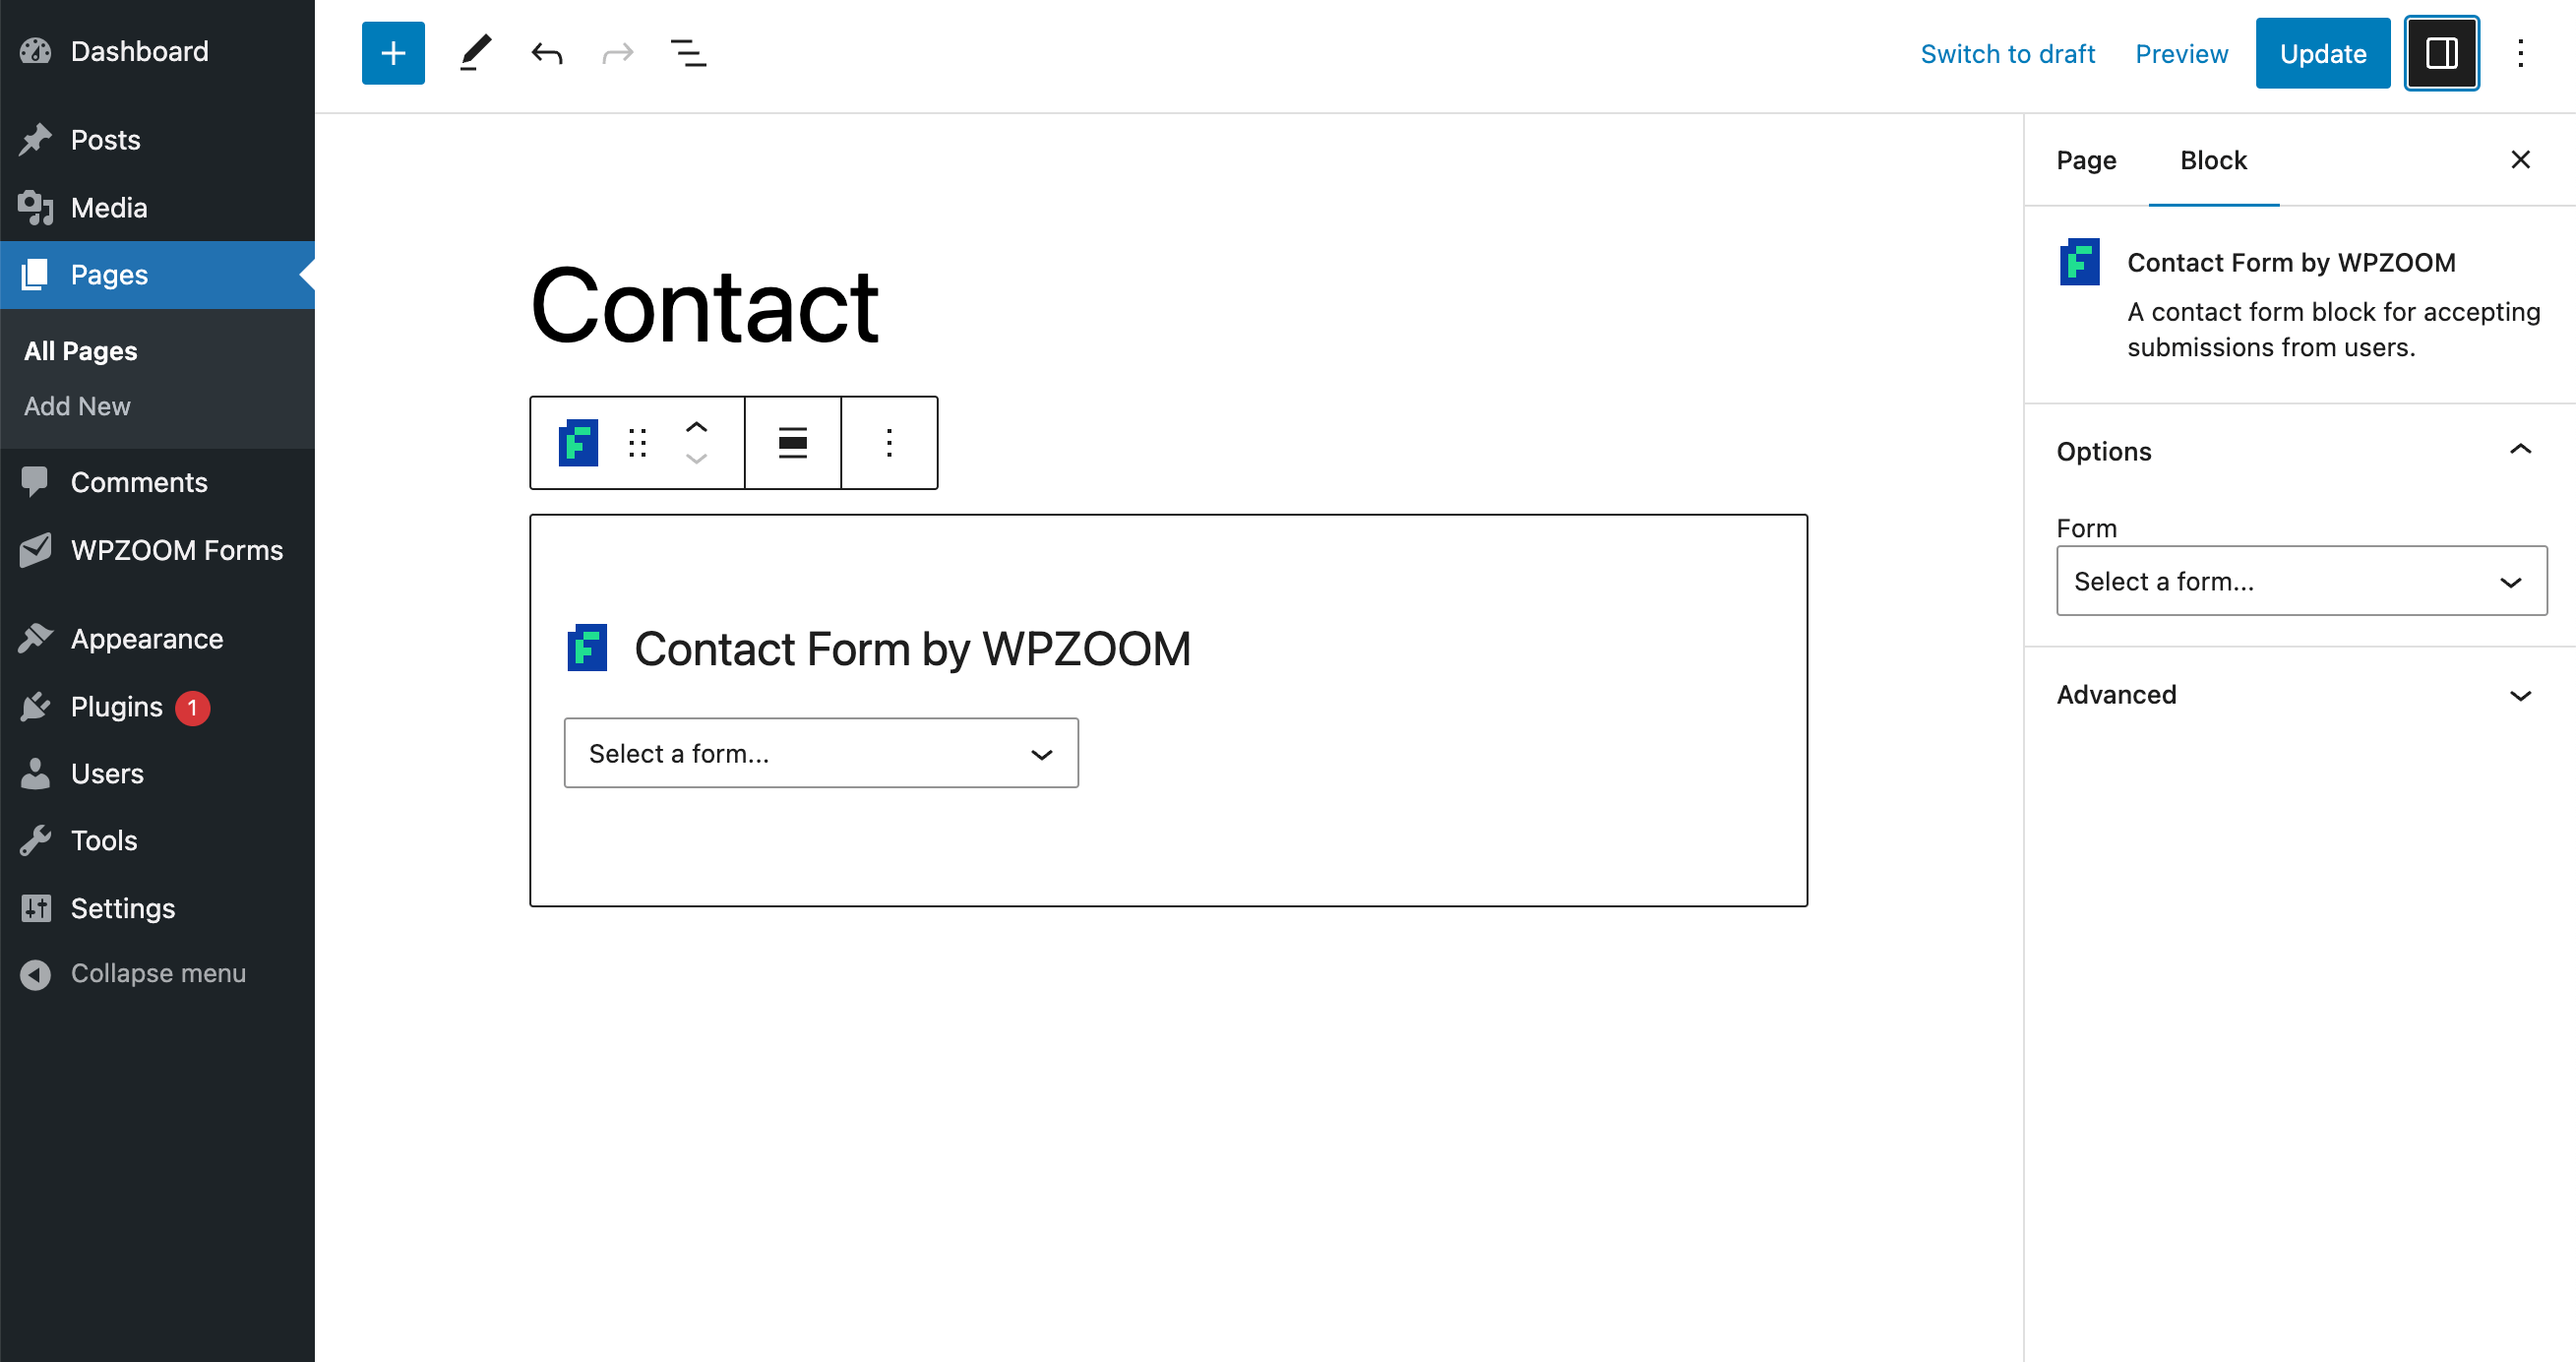 Dashboard
Posts
Media
Pages
All Pages
Add New
Comments
WPZOOM Forms
Appearance
Plugins 1
Users
Tools
Settings
Collapse menu
Switch to draft Preview Update
Contact
Contact Form by WPZOOM
Select a form...
Page Block
Contact Form by WPZOOM
A contact form block for accepting
submissions from users.
Options
Form
Select a form...
Advanced